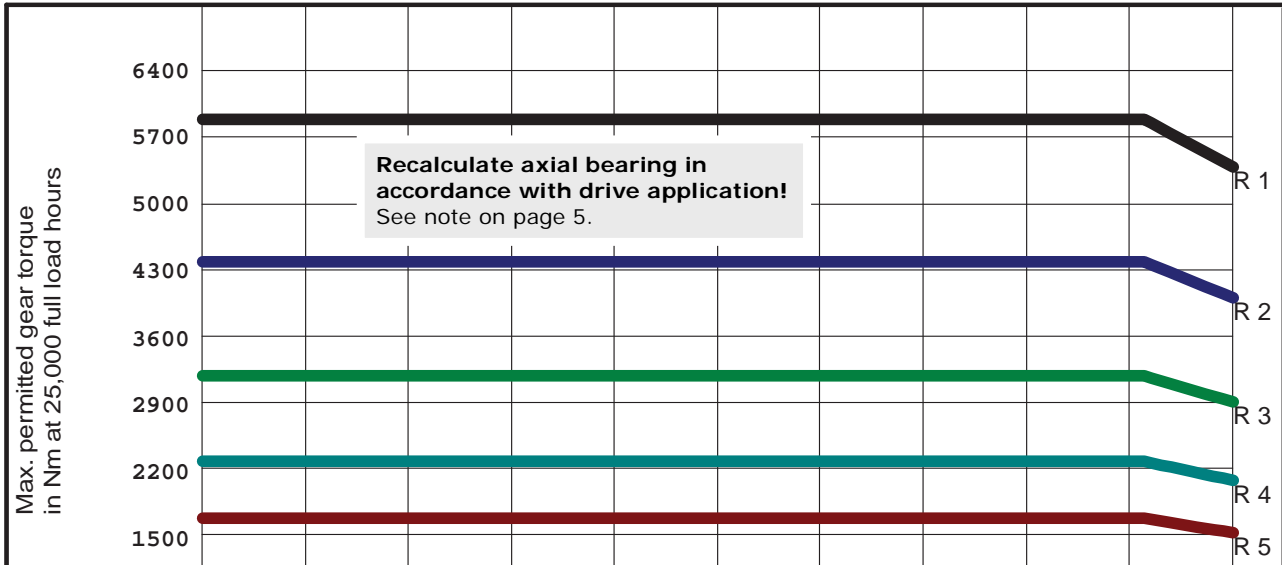 Max. permitted gear torque
in Nm at 25,000 full load hours
6400
5700
5000
4300
3600
2900
2200
1500
Recalculate axial bearing in
accordance with drive application!
See note on page 5.
R 1
R 2
R 3
R 4
R 5